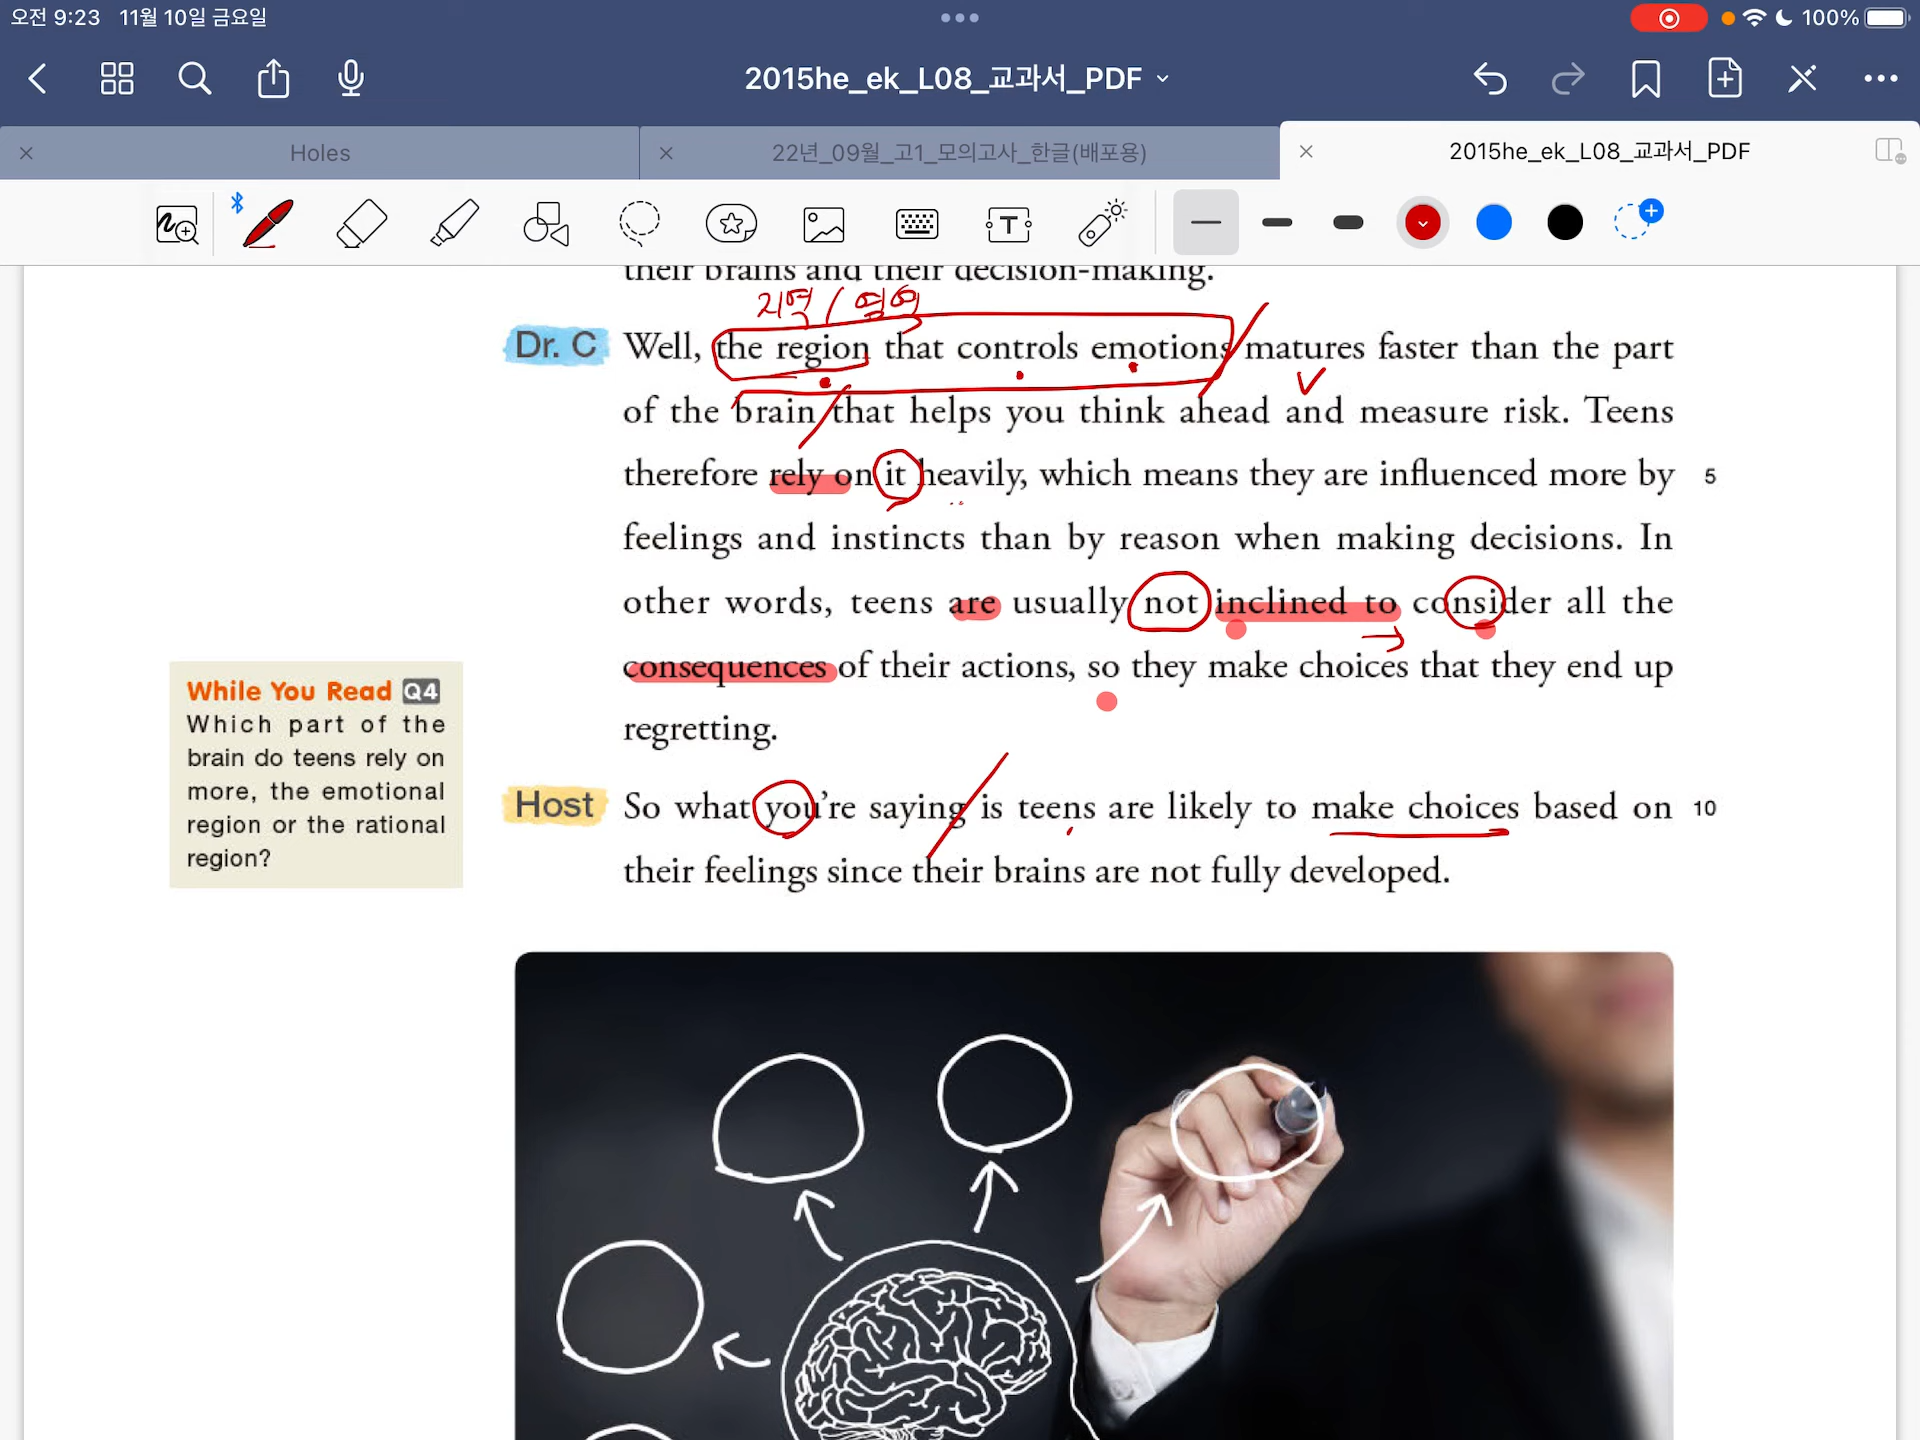 오전 9:23 11월 10일 금요일
100%
2015he_ek_L08_교과서_PDF
Holes
22년_09월_고1_모의고사_한글(배포용)
2015he_ek_L08_교과서_PDF
their brains and their decision-making.
지역 / 영역
Dr. C Well, the region that controls emotions matures faster than the part
of the brain that helps you think ahead and measure risk. Teens
therefore rely on it heavily, which means they are influenced more by 5
feelings and instincts than by reason when making decisions. In
other words, teens are usually not inclined to consider all the
consequences of their actions, so they make choices that they end up
regretting.
While You Read Q4
Which part of the
brain do teens rely on
more, the emotional
region or the rational
region?
Host So what you're saying is teens are likely to make choices based on 10
their feelings since their brains are not fully developed.